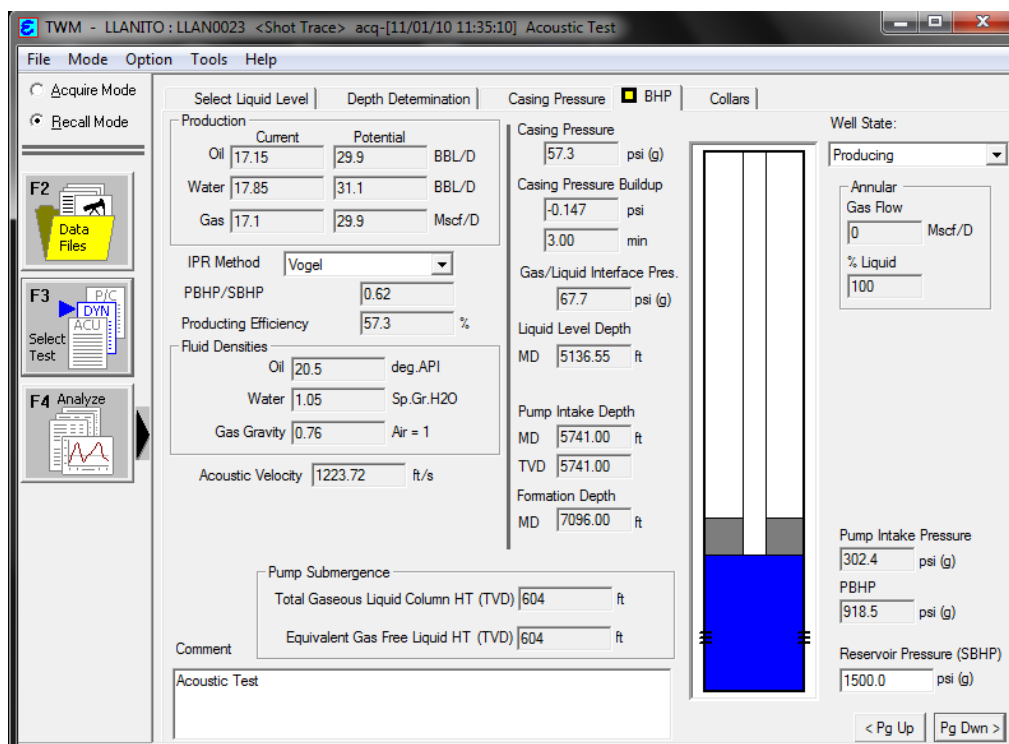 TWM - LLANITO : LLAN0023 <Shot Trace> acq-[11/01/10 11:35:10] Acoustic Test
File Mode Option Tools Help
Acquire Mode
Recall Mode
F2
Data
Files
F3
P/C
DYN
ACU
Select
Test
F4 Analyze
Select Liquid Level
Depth Determination
Casing Pressure
BHP
Collars
Production
Current Potential
Oil 17.15 29.9 BBL/D
Water 17.85 31.1 BBL/D
Gas 17.1 29.9 Mscf/D
IPR Method Vogel
PBHP/SBHP 0.62
Producting Efficiency 57.3 %
Fluid Densities
Oil 20.5 deg.API
Water 1.05 Sp.Gr.H2O
Gas Gravity 0.76 Air = 1
Acoustic Velocity 1223.72 ft/s
Casing Pressure
57.3 psi (g)
Casing Pressure Buildup
-0.147 psi
3.00 min
Gas/Liquid Interface Pres.
67.7 psi (g)
Liquid Level Depth
MD 5136.55 ft
Pump Intake Depth
MD 5741.00 ft
TVD 5741.00
Formation Depth
MD 7096.00 ft
Pump Submergence
Total Gaseous Liquid Column HT (TVD) 604 ft
Equivalent Gas Free Liquid HT (TVD) 604 ft
Comment
Acoustic Test
Well State:
Producing
Annular
Gas Flow
0 Mscf/D
% Liquid
100
Pump Intake Pressure
302.4 psi (g)
PBHP
918.5 psi (g)
Reservoir Pressure (SBHP)
1500.0 psi (g)
< Pg Up Pg Dwn >